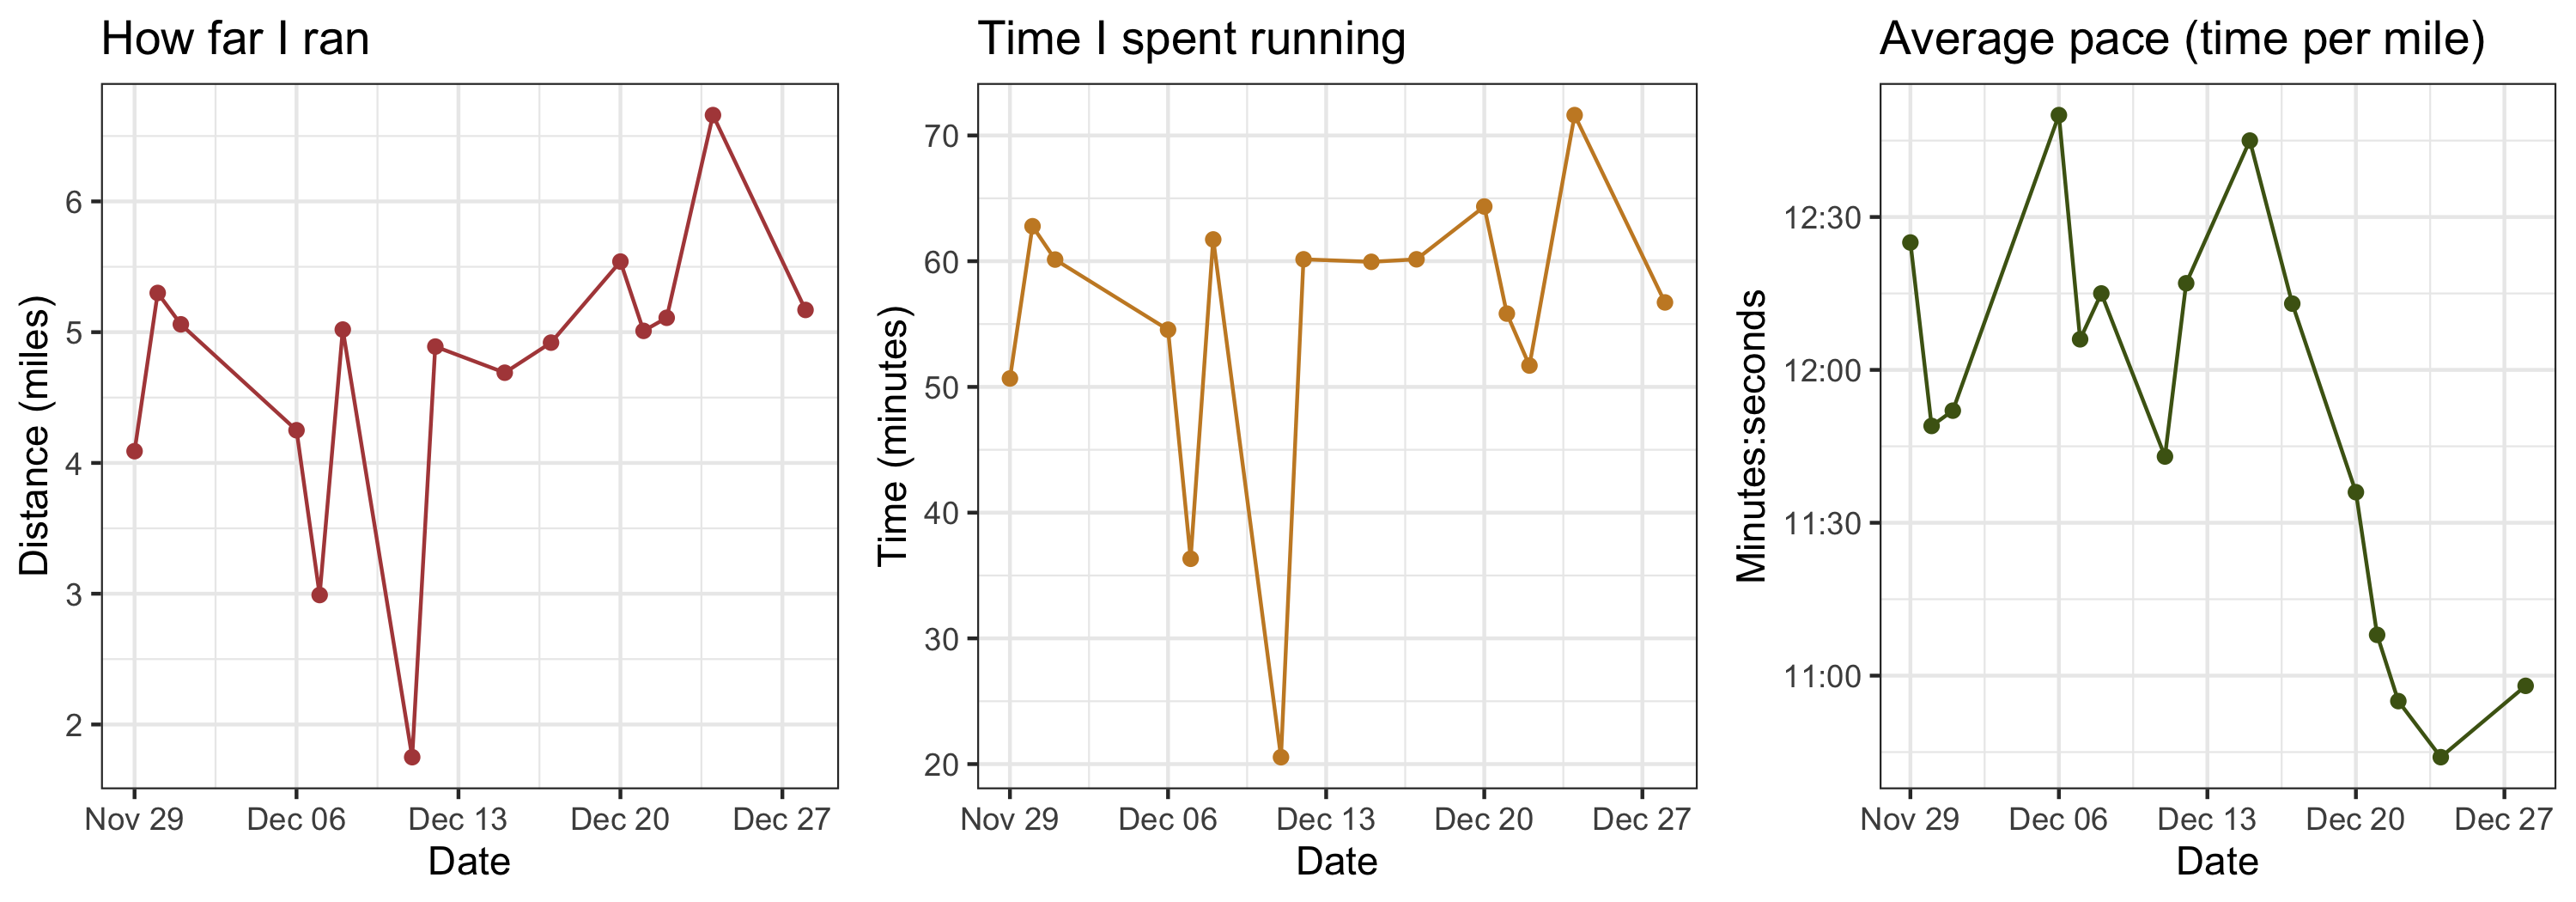 How far I ran
Distance (miles)
6
5
4
3
2
Nov 29 Dec 06 Dec 13 Dec 20 Dec 27
Date
Time I spent running
Time (minutes)
70
60
50
40
30
20
Nov 29 Dec 06 Dec 13 Dec 20 Dec 27
Date
Average pace (time per mile)
Minutes:seconds
12:30
12:00
11:30
11:00
Nov 29 Dec 06 Dec 13 Dec 20 Dec 27
Date